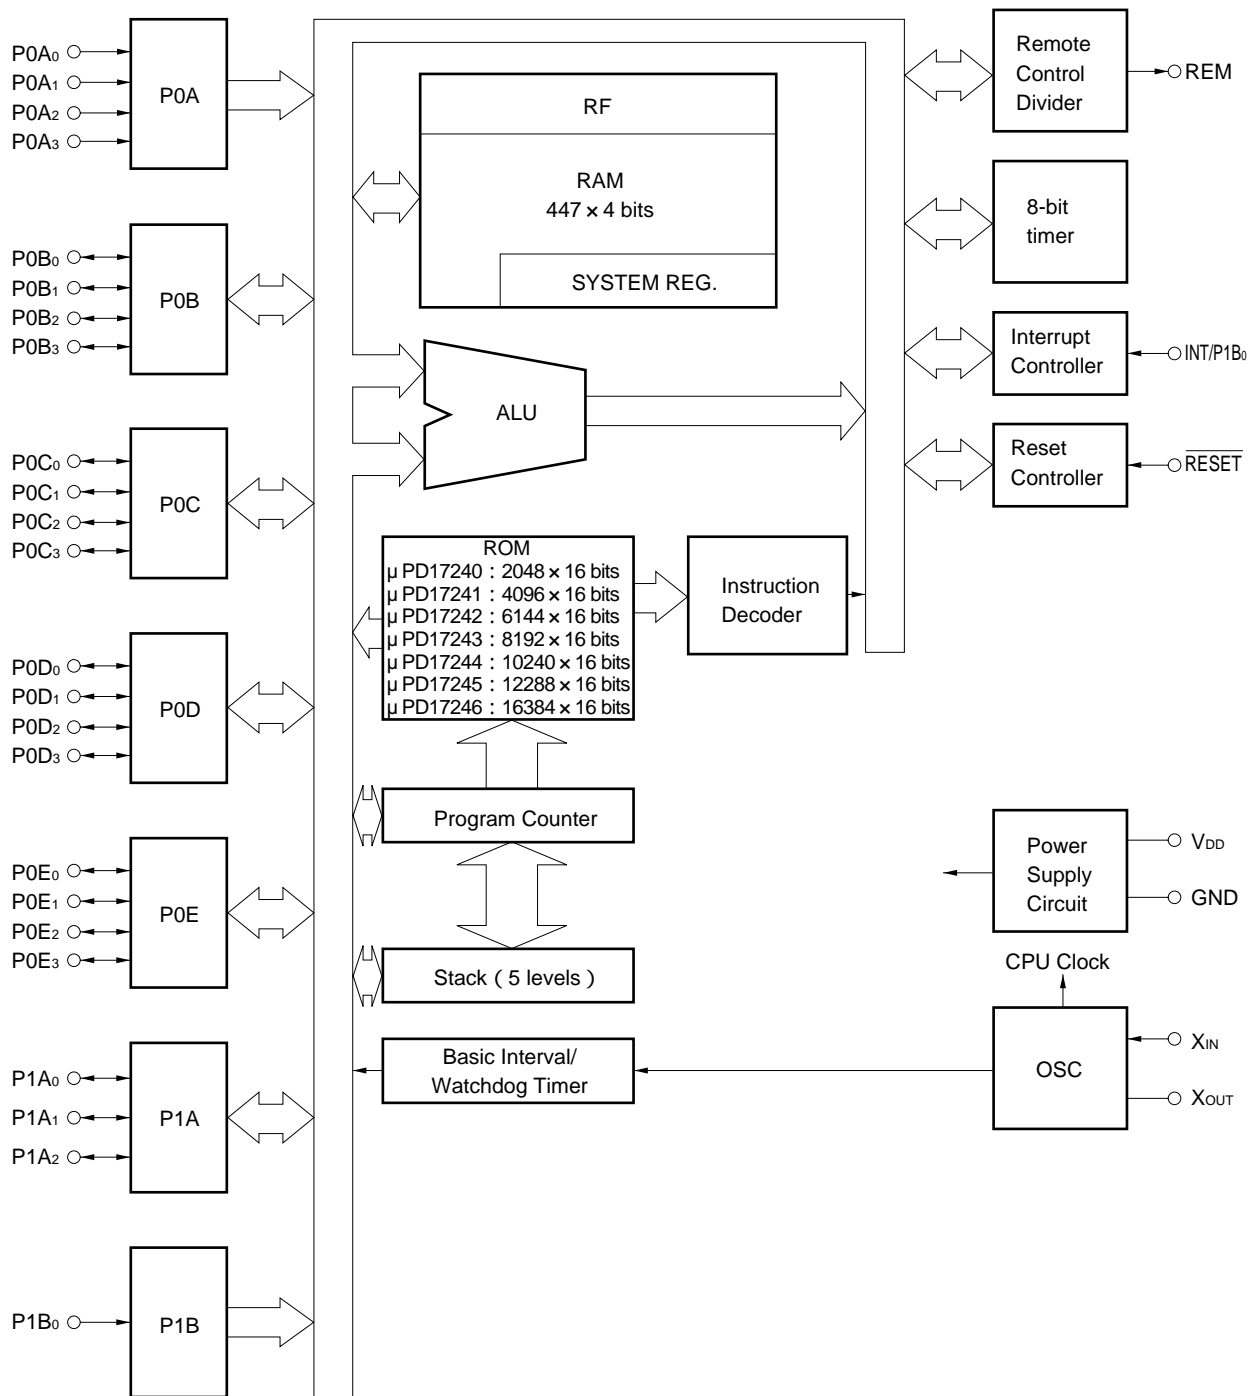 P0A0
P0A1
P0A2
P0A3
P0A
P0B0
P0B1
P0B2
P0B3
P0B
P0C0
P0C1
P0C2
P0C3
P0C
P0D0
P0D1
P0D2
P0D3
P0D
P0E0
P0E1
P0E2
P0E3
P0E
P1A0
P1A1
P1A2
P1A
P1B0
P1B
RF
RAM
447 × 4 bits
SYSTEM REG.
ALU
ROM
μ PD17240 : 2048 × 16 bits
μ PD17241 : 4096 × 16 bits
μ PD17242 : 6144 × 16 bits
μ PD17243 : 8192 × 16 bits
μ PD17244 : 10240 × 16 bits
μ PD17245 : 12288 × 16 bits
μ PD17246 : 16384 × 16 bits
Instruction
Decoder
Program Counter
Stack ( 5 levels )
Basic Interval/
Watchdog Timer
Remote
Control
Divider
REM
8-bit
timer
Interrupt
Controller
INT/P1B0
Reset
Controller
RESET
Power
Supply
Circuit
VDD
GND
CPU Clock
OSC
XIN
XOUT